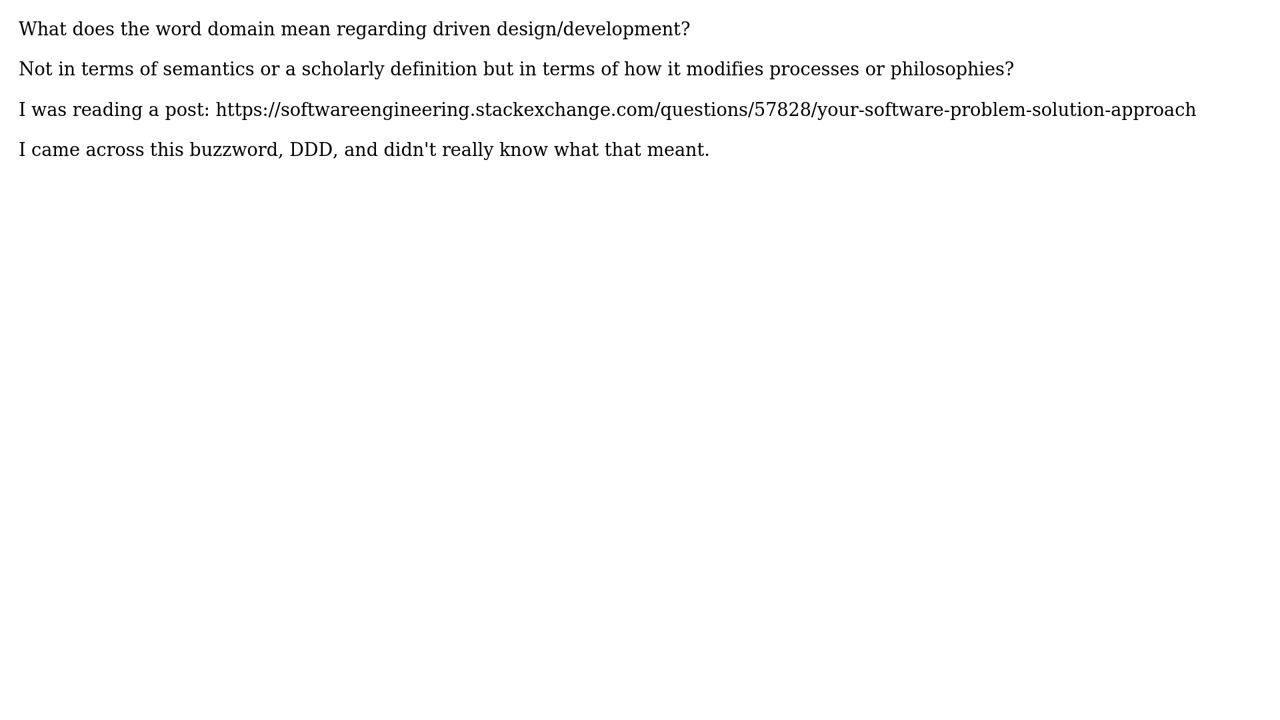 What does the word domain mean regarding driven design/development?
Not in terms of semantics or a scholarly definition but in terms of how it modifies processes or philosophies?
I was reading a post: https://softwareengineering.stackexchange.com/questions/57828/your-software-problem-solution-approach
I came across this buzzword, DDD, and didn't really know what that meant.